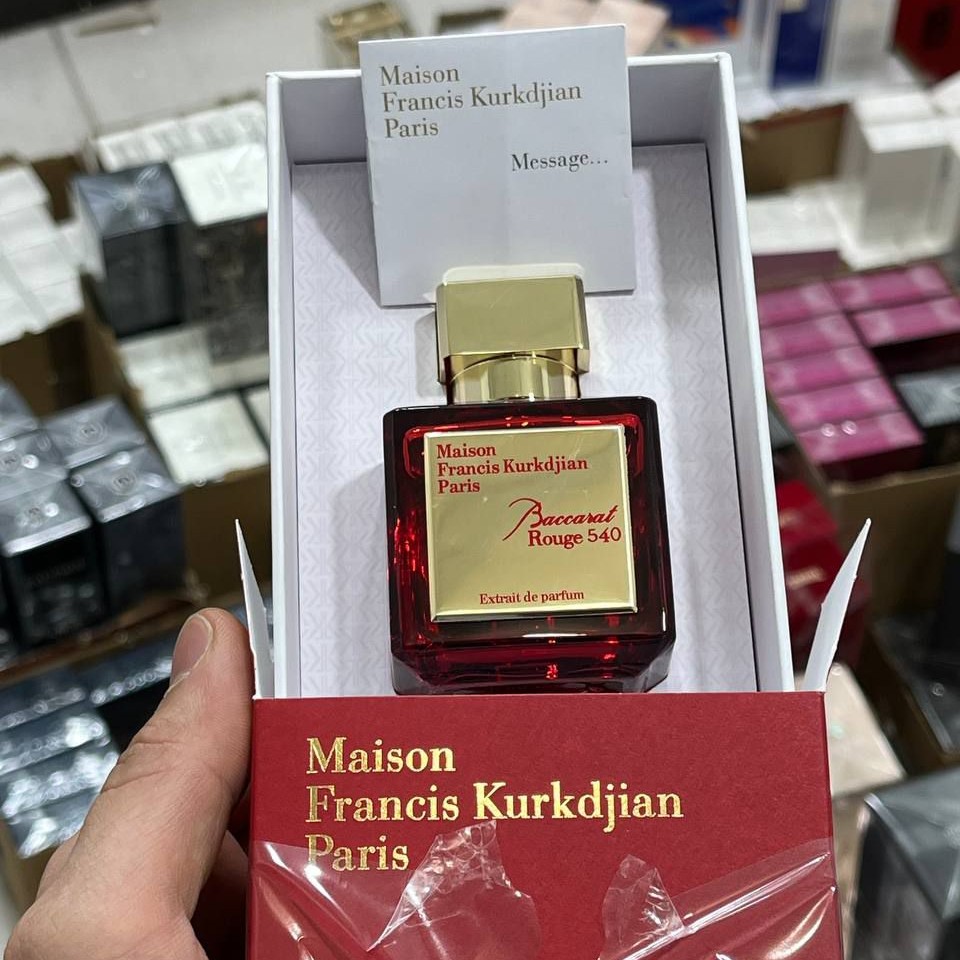 Maison
Francis Kurkdjian
Paris
Message...
Maison
Francis Kurkdjian
Paris
Baccarat
Rouge 540
Extrait de parfum
Maison
Francis Kurkdjian
Paris